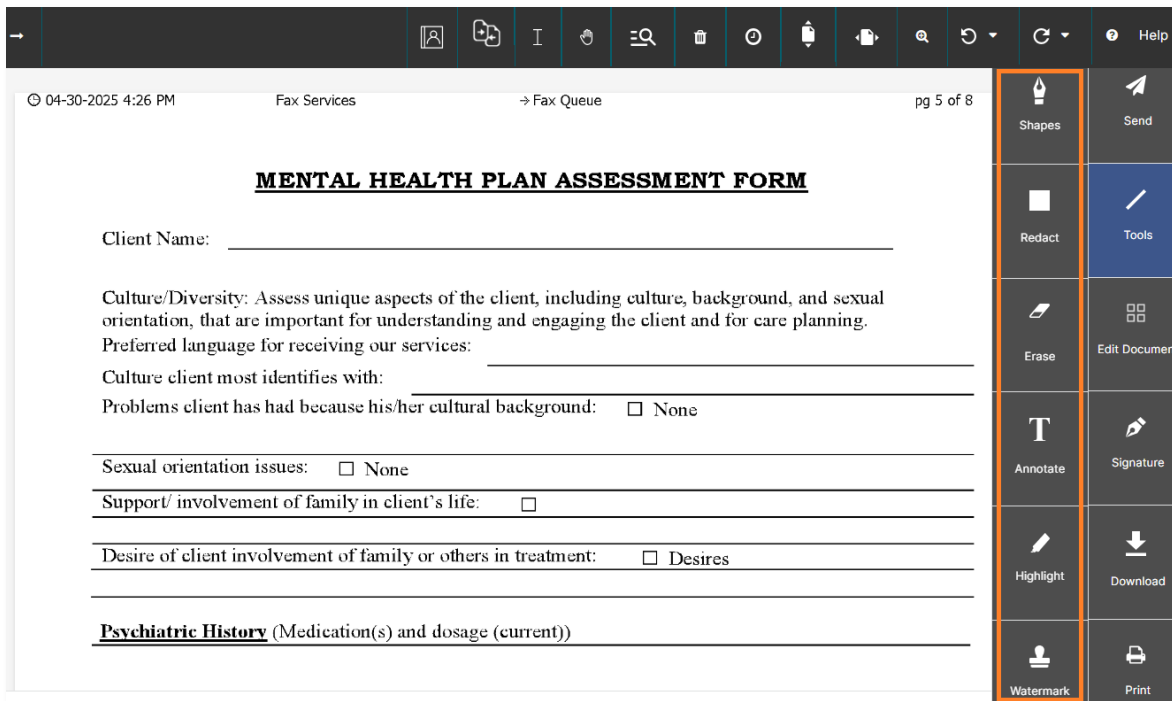 Help
04-30-2025 4:26 PM Fax Services → Fax Queue pg 5 of 8
MENTAL HEALTH PLAN ASSESSMENT FORM
Client Name:
Culture/Diversity: Assess unique aspects of the client, including culture, background, and sexual
orientation, that are important for understanding and engaging the client and for care planning.
Preferred language for receiving our services:
Culture client most identifies with:
Problems client has had because his/her cultural background: ☐ None
Sexual orientation issues: ☐ None
Support/ involvement of family in client's life: ☐
Desire of client involvement of family or others in treatment: ☐ Desires
Psychiatric History (Medication(s) and dosage (current))
Shapes
Redact
Erase
T
Annotate
Highlight
Watermark
Send
Tools
Edit Documen
Signature
Download
Print